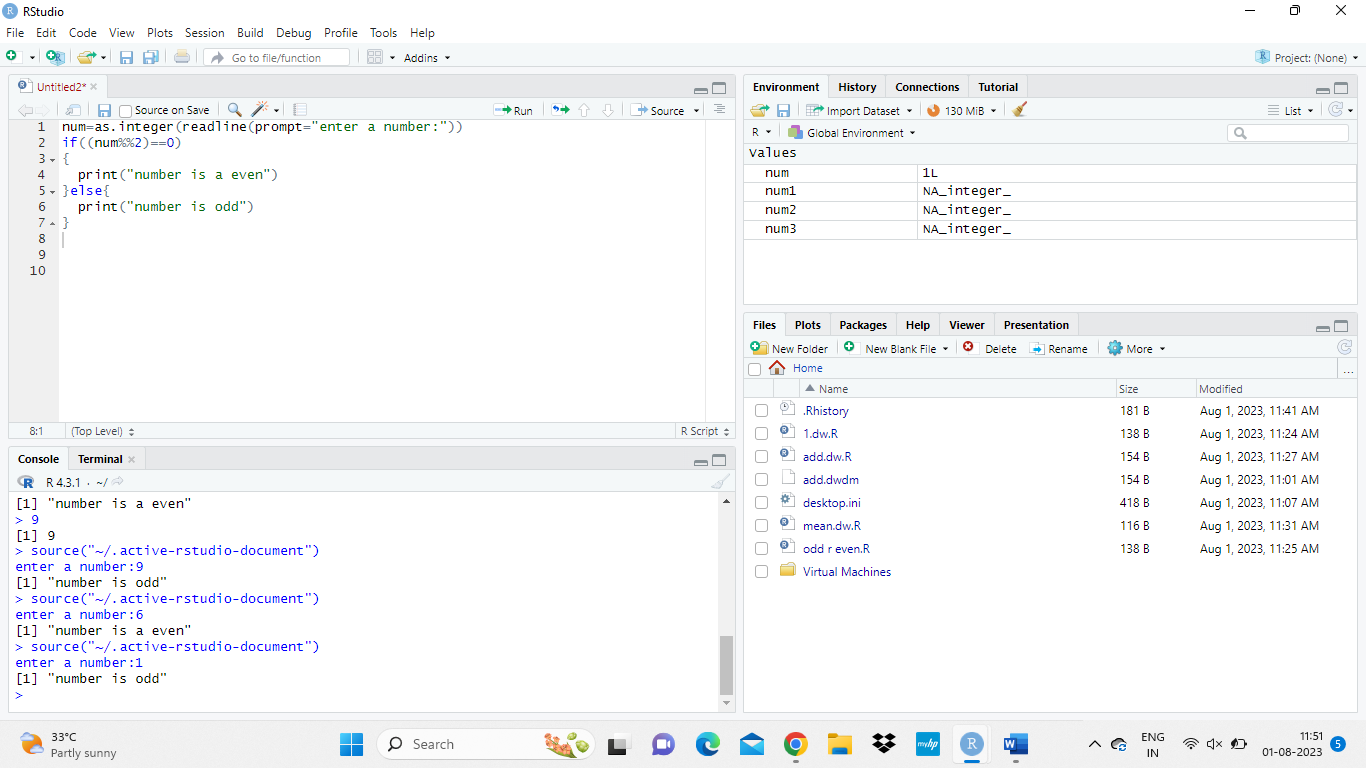 RStudio
File Edit Code View Plots Session Build Debug Profile Tools Help
Go to file/function Addins Project: (None)
Untitled2*
Source on Save Run Source
1 num=as.integer(readline(prompt="enter a number:"))
2 if((num%%2)==0)
3 {
4 print("number is a even")
5 }else{
6 print("number is odd")
7 }
8
9
10
8:1 (Top Level) R Script
Console Terminal
R 4.3.1 · ~/
[1] "number is a even"
> 9
[1] 9
> source("~/.active-rstudio-document")
enter a number:9
[1] "number is odd"
> source("~/.active-rstudio-document")
enter a number:6
[1] "number is a even"
> source("~/.active-rstudio-document")
enter a number:1
[1] "number is odd"
>
Environment History Connections Tutorial
Import Dataset 130 MiB List
R Global Environment
Values
num 1L
num1 NA_integer_
num2 NA_integer_
num3 NA_integer_
Files Plots Packages Help Viewer Presentation
New Folder New Blank File Delete Rename More
Home ...
Name Size Modified
.Rhistory 181 B Aug 1, 2023, 11:41 AM
1.dw.R 138 B Aug 1, 2023, 11:24 AM
add.dw.R 154 B Aug 1, 2023, 11:27 AM
add.dwdm 154 B Aug 1, 2023, 11:01 AM
desktop.ini 418 B Aug 1, 2023, 11:07 AM
mean.dw.R 116 B Aug 1, 2023, 11:31 AM
odd r even.R 138 B Aug 1, 2023, 11:25 AM
Virtual Machines
33°C
Partly sunny
Search
myhp
R
W
ENG
IN
11:51
01-08-2023
5